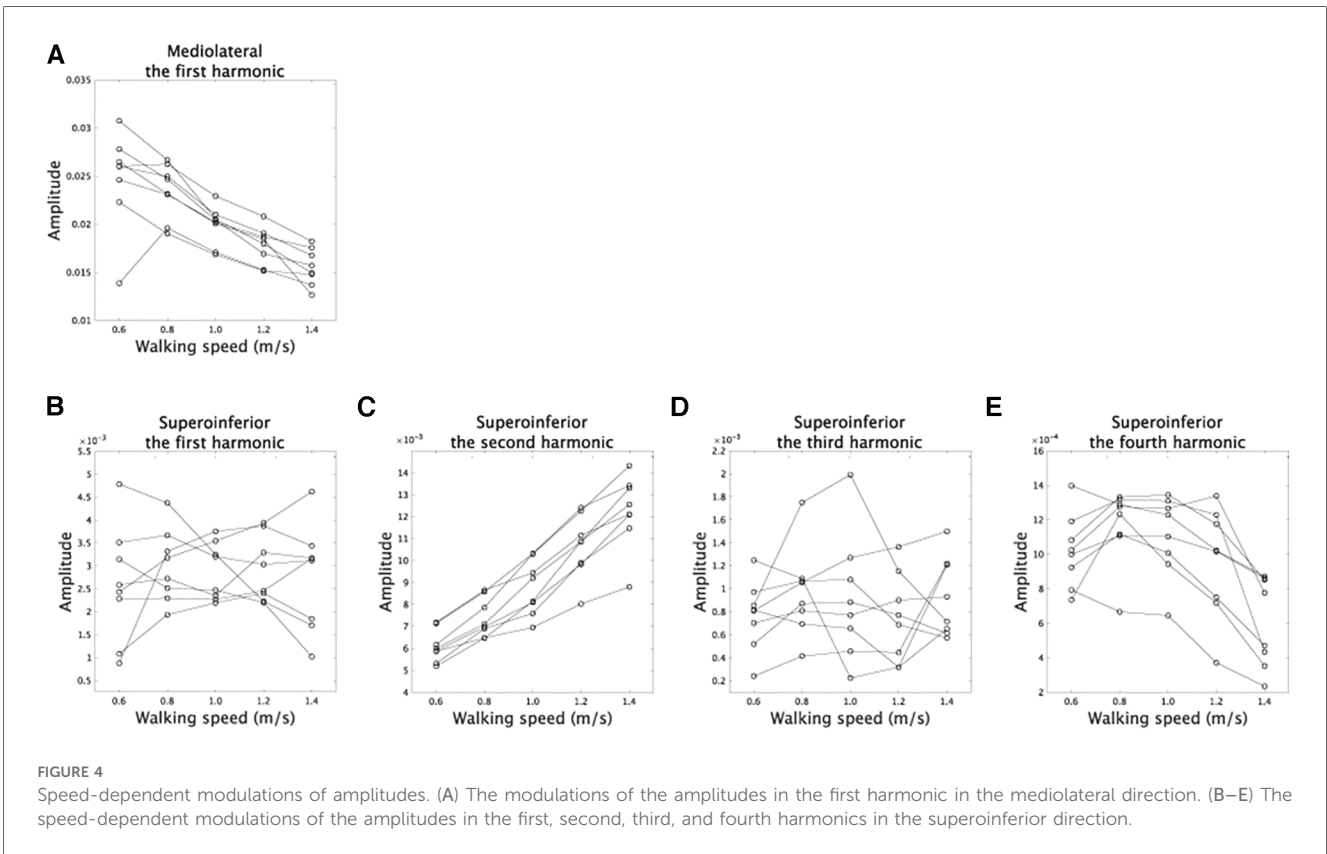 A
Mediolateral
the first harmonic
0.035
0.03
0.025
0.02
0.015
0.01
Amplitude
0.6 0.8 1.0 1.2 1.4
Walking speed (m/s)
B
Superoinferior
the first harmonic
×10⁻³
5.5
5
4.5
4
3.5
3
2.5
2
1.5
1
0.5
Amplitude
0.6 0.8 1.0 1.2 1.4
Walking speed (m/s)
C
Superoinferior
the second harmonic
×10⁻³
14
13
12
11
10
9
8
7
6
5
4
Amplitude
0.6 0.8 1.0 1.2 1.4
Walking speed (m/s)
D
Superoinferior
the third harmonic
×10⁻³
2.2
2
1.8
1.6
1.4
1.2
1
0.8
0.6
0.4
0.2
Amplitude
0.6 0.8 1.0 1.2 1.4
Walking speed (m/s)
E
Superoinferior
the fourth harmonic
×10⁻⁴
16
14
12
10
8
6
4
2
Amplitude
0.6 0.8 1.0 1.2 1.4
Walking speed (m/s)
FIGURE 4
Speed-dependent modulations of amplitudes. (A) The modulations of the amplitudes in the first harmonic in the mediolateral direction. (B–E) The
speed-dependent modulations of the amplitudes in the first, second, third, and fourth harmonics in the superoinferior direction.